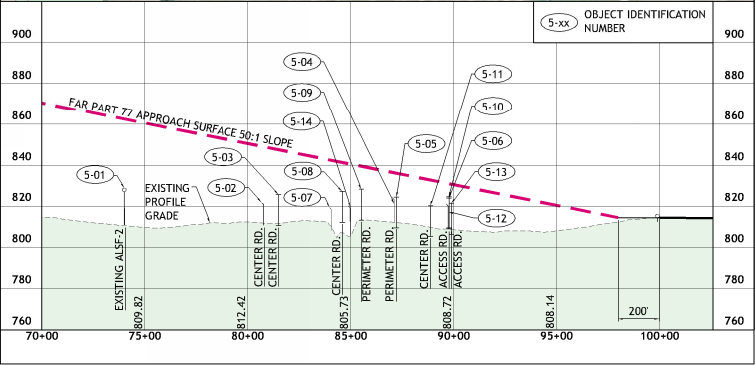 5-xx
OBJECT IDENTIFICATION
NUMBER
900
900
880
880
860
860
840
840
820
820
800
800
780
780
760
760
FAR PART 77 APPROACH SURFACE 50:1 SLOPE
5-04
5-09
5-14
5-03
5-08
5-01
5-02
5-07
5-11
5-10
5-05
5-06
5-13
5-12
EXISTING
PROFILE
GRADE
EXISTING ALSF-2
809.82
CENTER RD.
CENTER RD.
812.42
CENTER RD.
805.73
PERIMETER RD.
PERIMETER RD.
CENTER RD.
ACCESS RD.
808.72
ACCESS RD.
808.14
200'
70+00
75+00
80+00
85+00
90+00
95+00
100+00